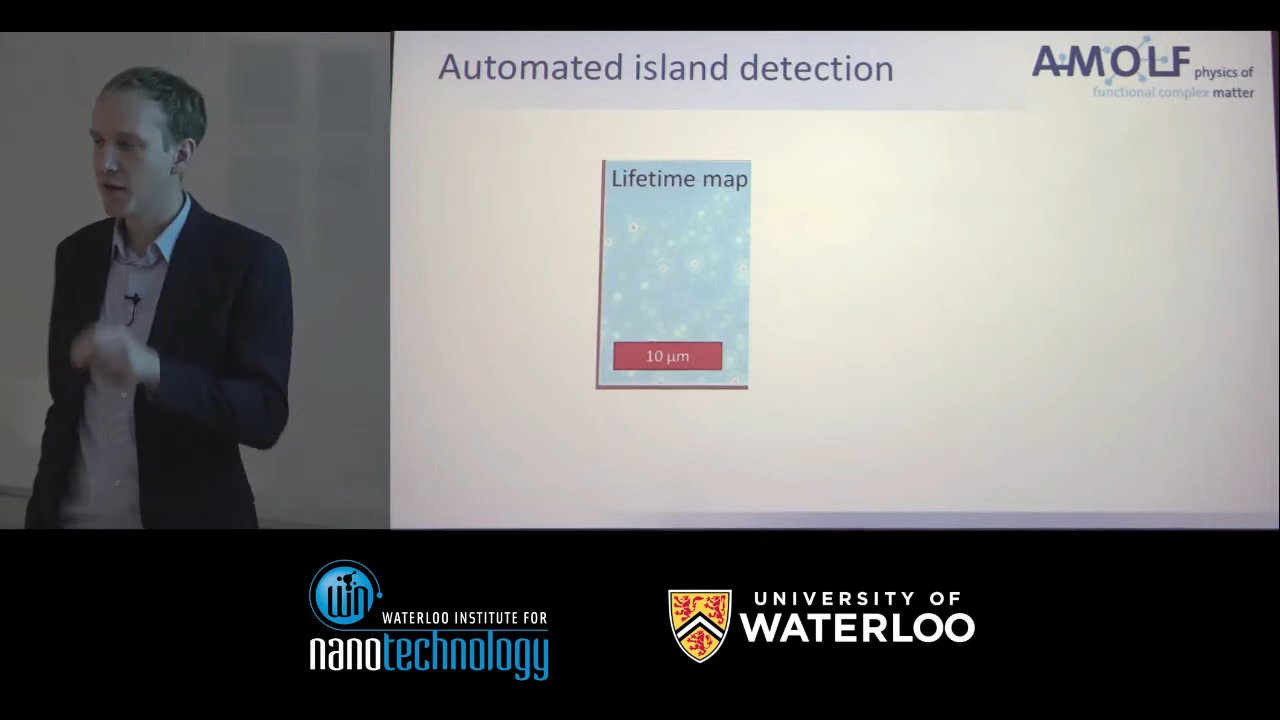 Automated island detection
AMOLF physics of
functional complex matter
Lifetime map
10 µm
WATERLOO INSTITUTE FOR
nanotechnology
UNIVERSITY OF
WATERLOO